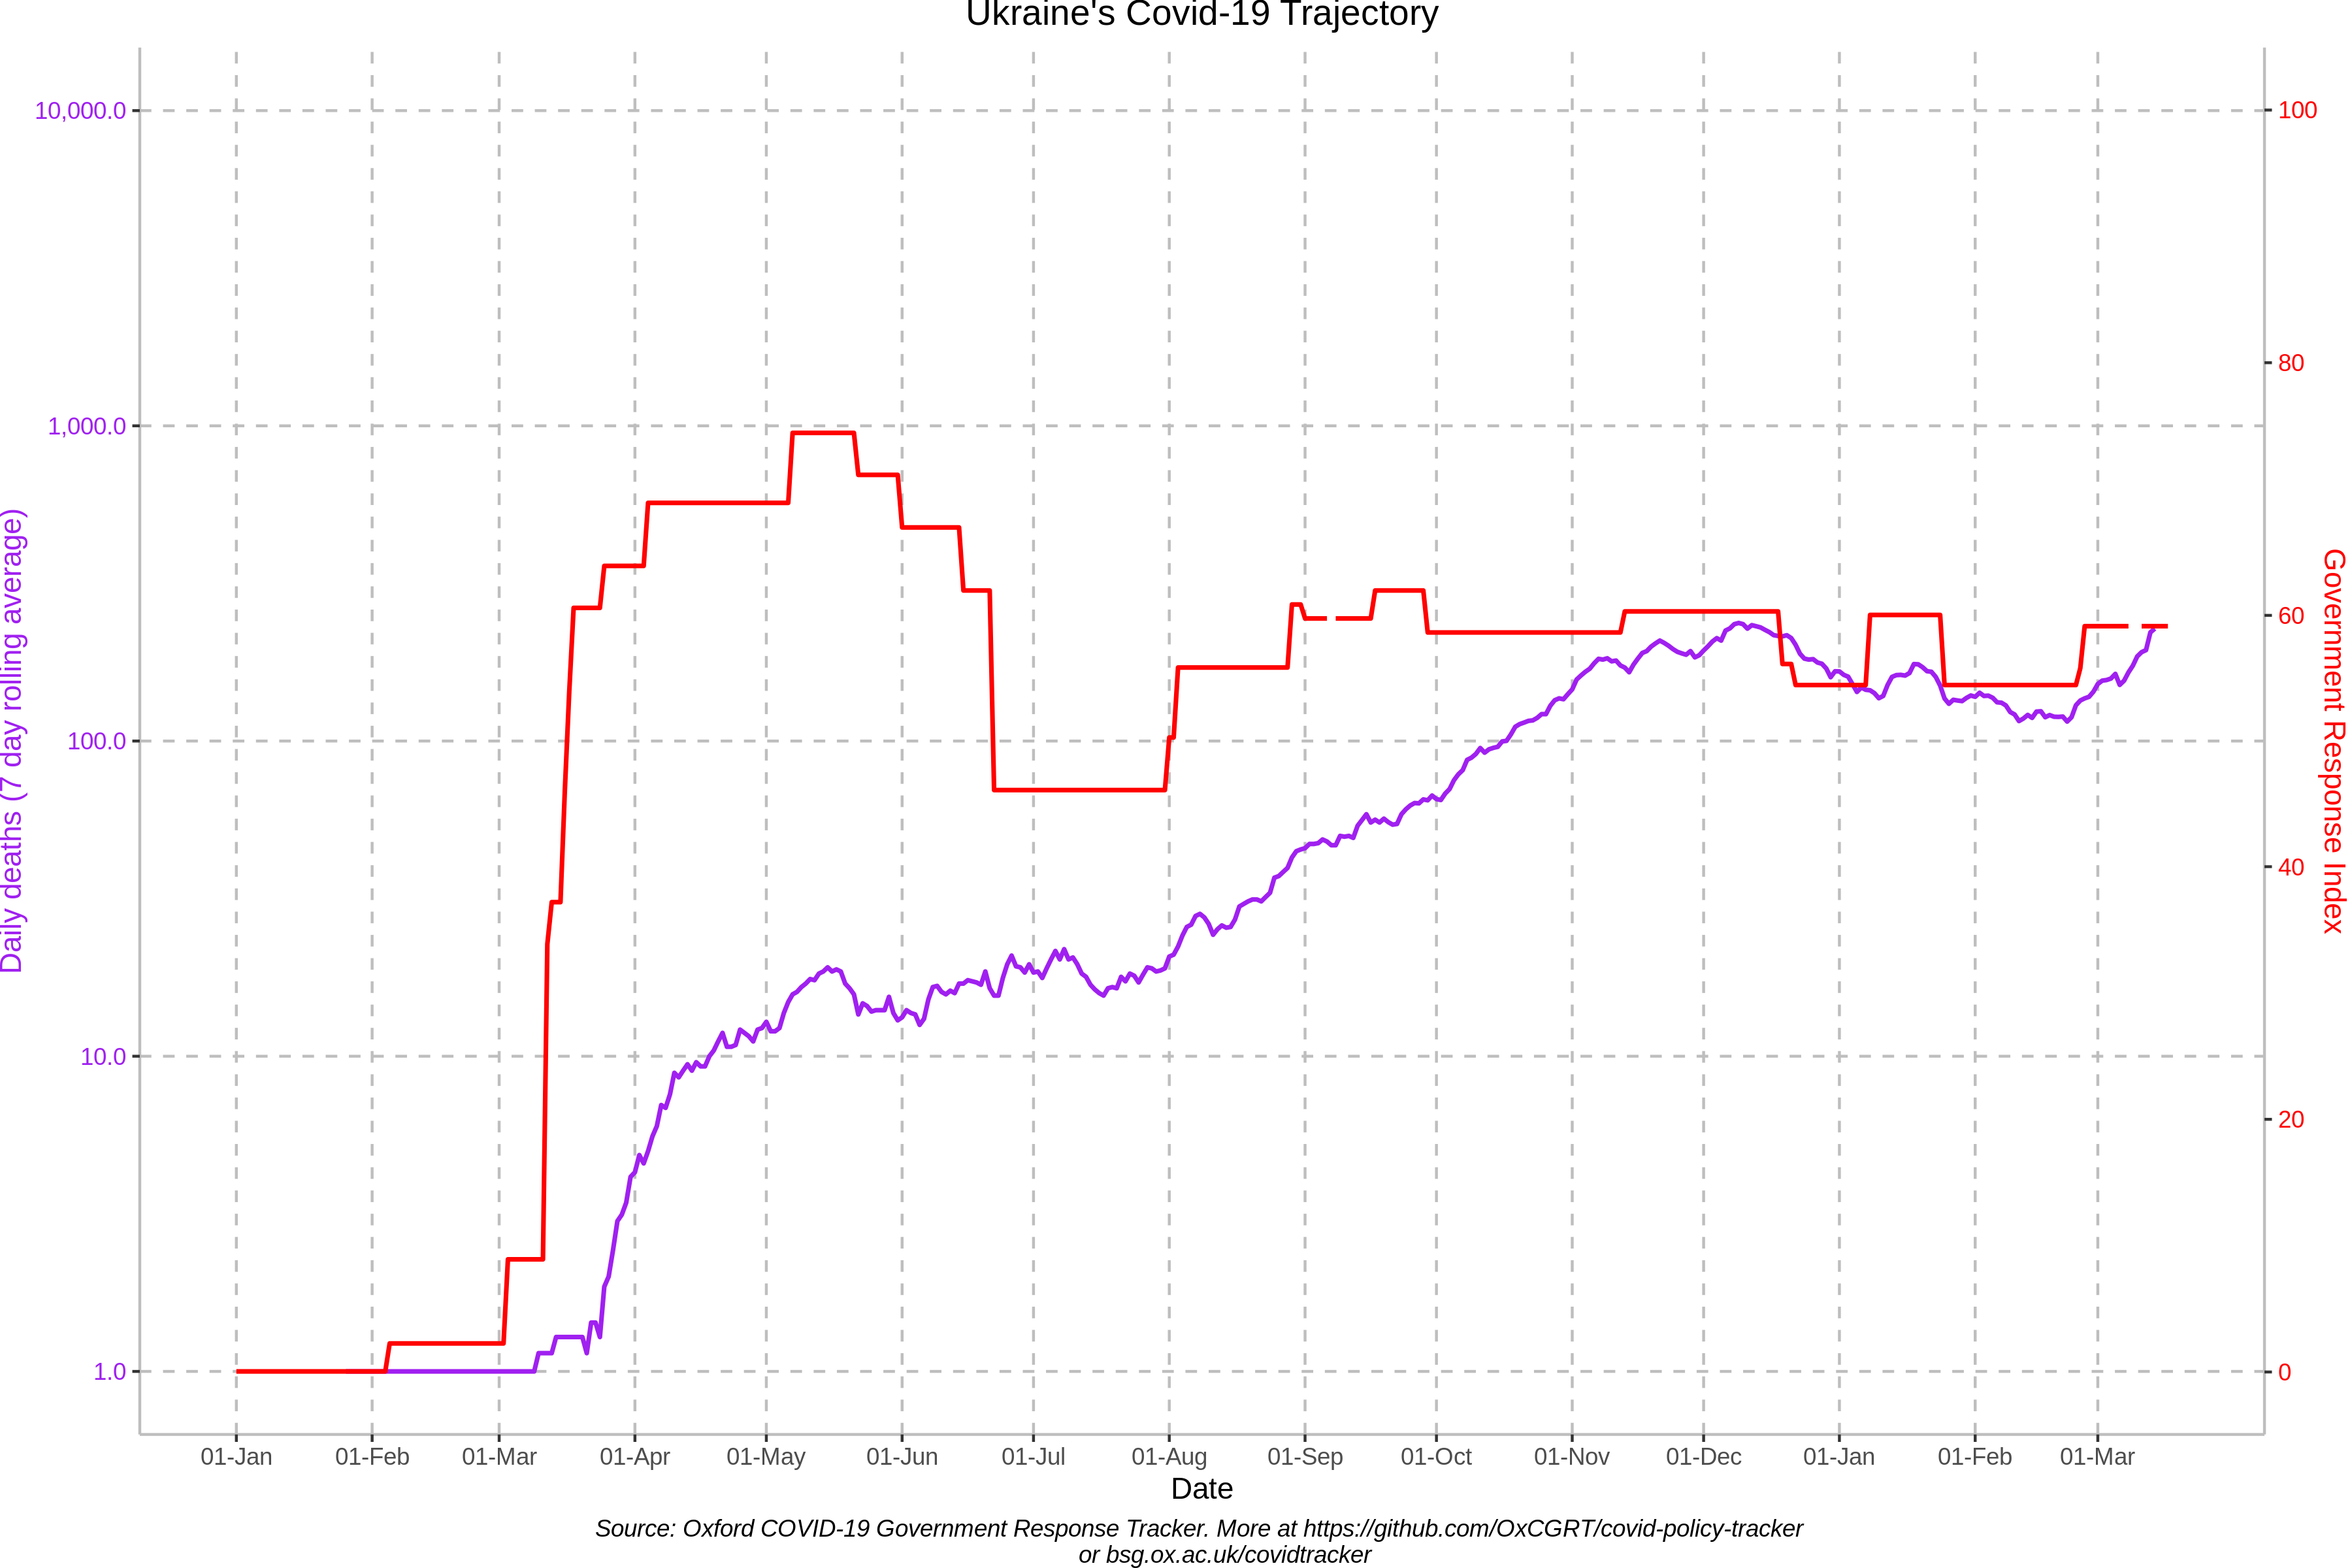 Ukraine's Covid-19 Trajectory
10,000.0
1,000.0
100.0
10.0
1.0
Daily deaths (7 day rolling average)
100
80
60
40
20
0
Government Response Index
01-Jan 01-Feb 01-Mar 01-Apr 01-May 01-Jun 01-Jul 01-Aug 01-Sep 01-Oct 01-Nov 01-Dec 01-Jan 01-Feb 01-Mar
Date
Source: Oxford COVID-19 Government Response Tracker. More at https://github.com/OxCGRT/covid-policy-tracker
or bsg.ox.ac.uk/covidtracker